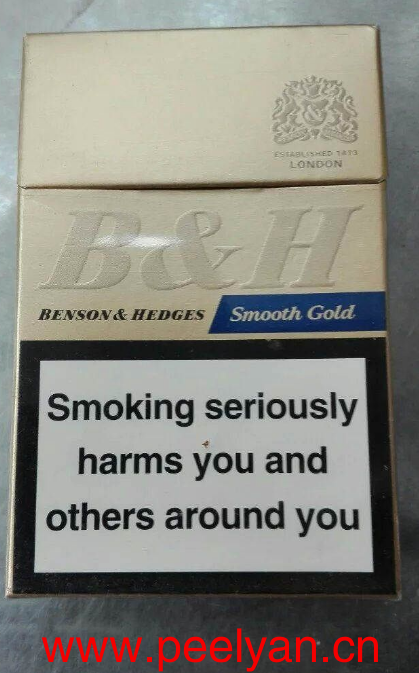 ESTABLISHED 1873
LONDON
B&H
BENSON & HEDGES Smooth Gold
Smoking seriously
harms you and
others around you
www.peelyan.cn